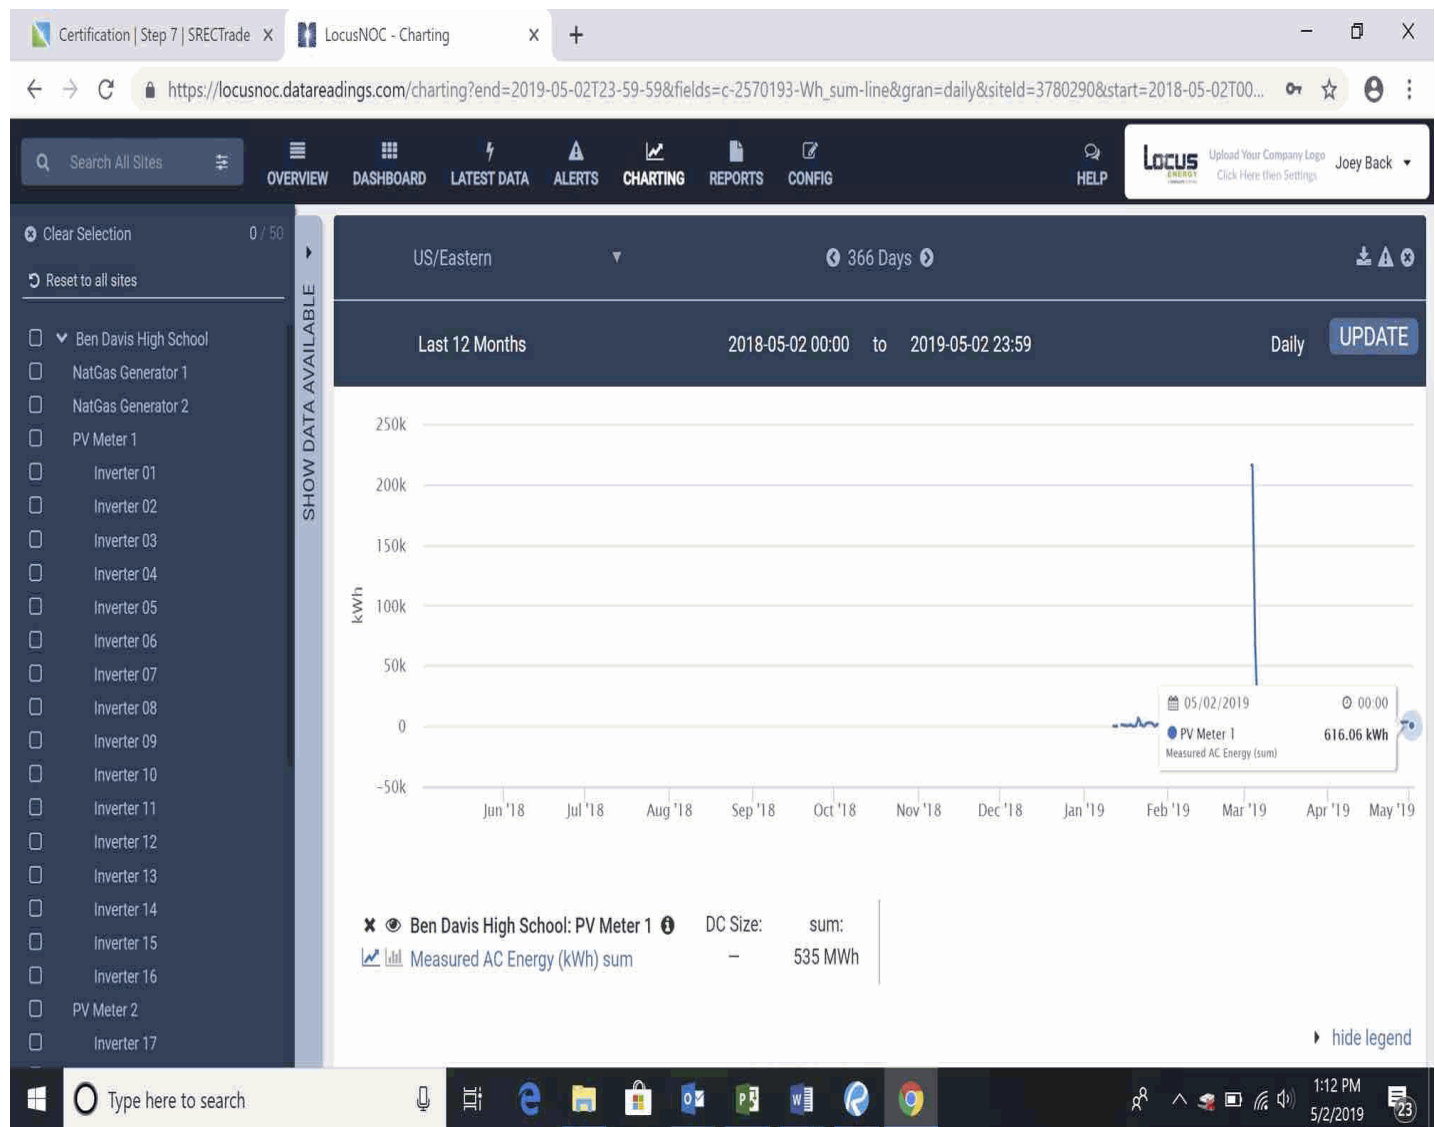 Certification | Step 7 | SRECTrade X
LocusNOC - Charting X +
https://locusnoc.datareadings.com/charting?end=2019-05-02T23-59-59&fields=c-2570193-Wh_sum-line&gran=daily&siteId=3780290&start=2018-05-02T00...
Search All Sites
OVERVIEW
DASHBOARD
LATEST DATA
ALERTS
CHARTING
REPORTS
CONFIG
HELP
Locus
ENERGY
Upload Your Company Logo
Click Here then Settings
Joey Back
Clear Selection 0 / 50
Reset to all sites
Ben Davis High School
NatGas Generator 1
NatGas Generator 2
PV Meter 1
Inverter 01
Inverter 02
Inverter 03
Inverter 04
Inverter 05
Inverter 06
Inverter 07
Inverter 08
Inverter 09
Inverter 10
Inverter 11
Inverter 12
Inverter 13
Inverter 14
Inverter 15
Inverter 16
PV Meter 2
Inverter 17
SHOW DATA AVAILABLE
US/Eastern
366 Days
Last 12 Months 2018-05-02 00:00 to 2019-05-02 23:59 Daily UPDATE
250k
200k
150k
100k
50k
0
-50k
kWh
05/02/2019 00:00
PV Meter 1 616.06 kWh
Measured AC Energy (sum)
Jun '18 Jul '18 Aug '18 Sep '18 Oct '18 Nov '18 Dec '18 Jan '19 Feb '19 Mar '19 Apr '19 May '19
Ben Davis High School: PV Meter 1 DC Size: sum:
Measured AC Energy (kWh) sum – 535 MWh
hide legend
Type here to search
1:12 PM
5/2/2019
23